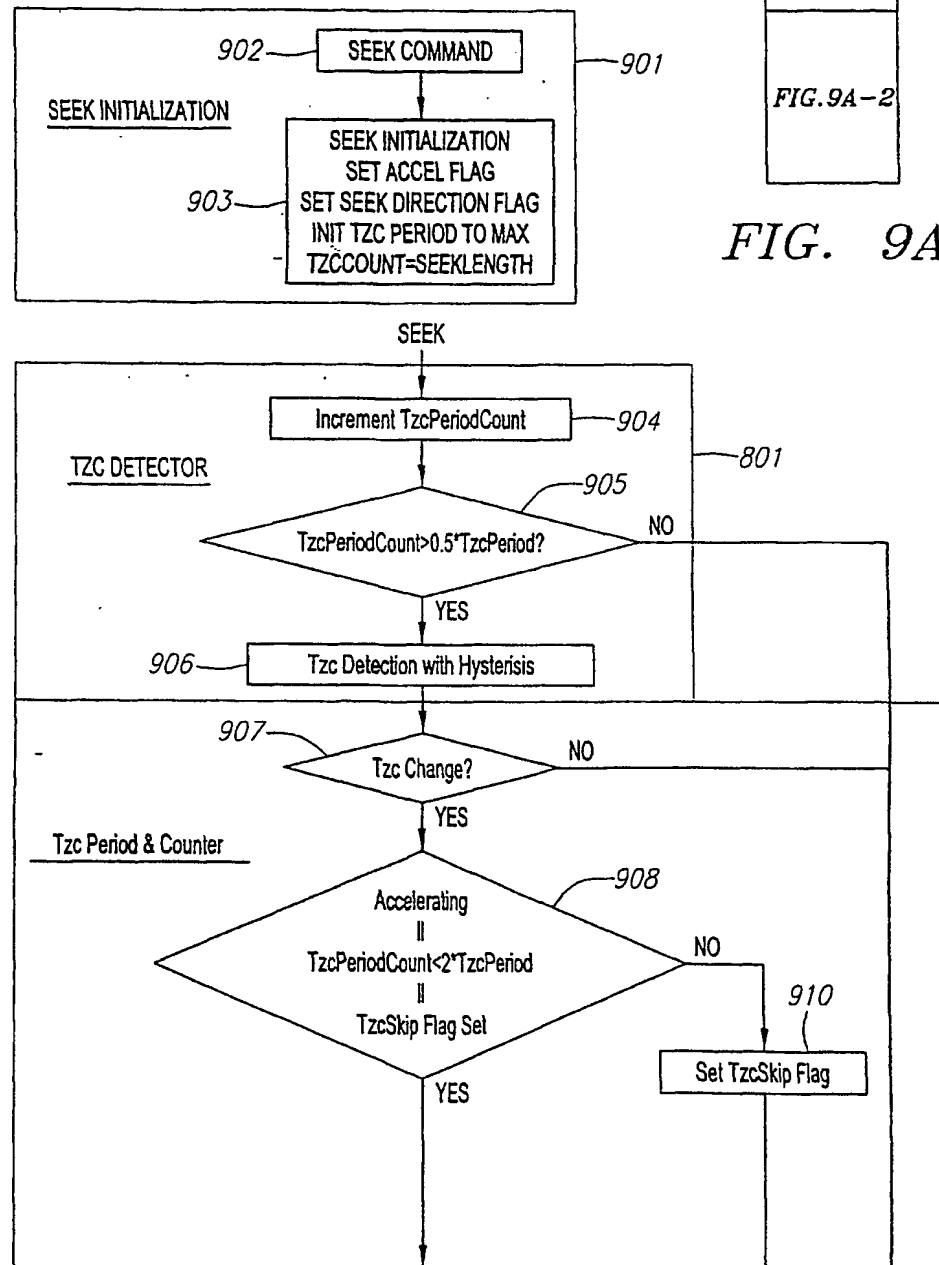 902
SEEK COMMAND
901
SEEK INITIALIZATION
903
SEEK INITIALIZATION
SET ACCEL FLAG
SET SEEK DIRECTION FLAG
INIT TZC PERIOD TO MAX
TZCCOUNT=SEEKLENGTH
FIG.9A-2
FIG. 9A
SEEK
Increment TzcPeriodCount
904
TZC DETECTOR
801
905
TzcPeriodCount>0.5*TzcPeriod?
NO
YES
906
Tzc Detection with Hysterisis
907
Tzc Change?
NO
YES
Tzc Period & Counter
908
Accelerating
||
TzcPeriodCount<2*TzcPeriod
||
TzcSkip Flag Set
NO
910
Set TzcSkip Flag
YES